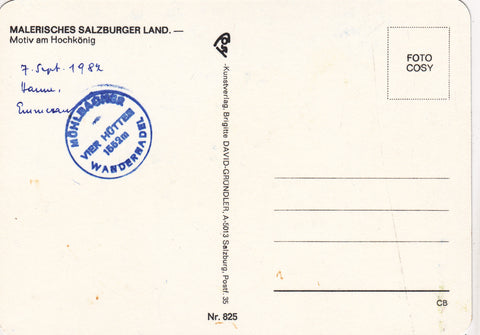 MALERISCHES SALZBURGER LAND. —
Motiv am Hochkönig
7. Sept. 1982
Hanne,
MÜHLBACHER
VIER HÜTTEN
1552m
WANDERNADEL
-Kunstverlag, Brigitte DAVID-GRÜNDLER, A-5013 Salzburg, Postf. 35
Nr. 825
FOTO
COSY
CB